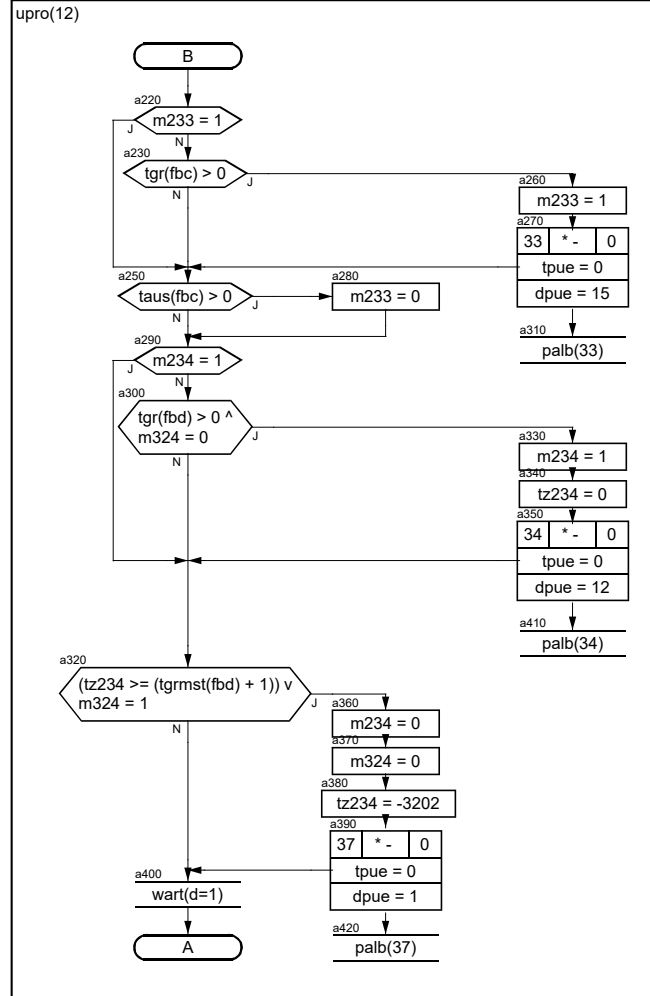 upro(12)
B
a220
m233 = 1
J
N
a230
tgr(fbc) > 0
J
N
a260
m233 = 1
a270
33 * - 0
tpue = 0
dpue = 15
a250
taus(fbc) > 0
J
N
a280
m233 = 0
a310
palb(33)
a290
m234 = 1
J
N
a300
tgr(fbd) > 0 ^
m324 = 0
J
N
a330
m234 = 1
a340
tz234 = 0
a350
34 * - 0
tpue = 0
dpue = 12
a410
palb(34)
a320
(tz234 >= (tgrmst(fbd) + 1)) v
m324 = 1
J
N
a360
m234 = 0
a370
m324 = 0
a380
tz234 = -3202
a390
37 * - 0
tpue = 0
dpue = 1
a400
wart(d=1)
a420
palb(37)
A